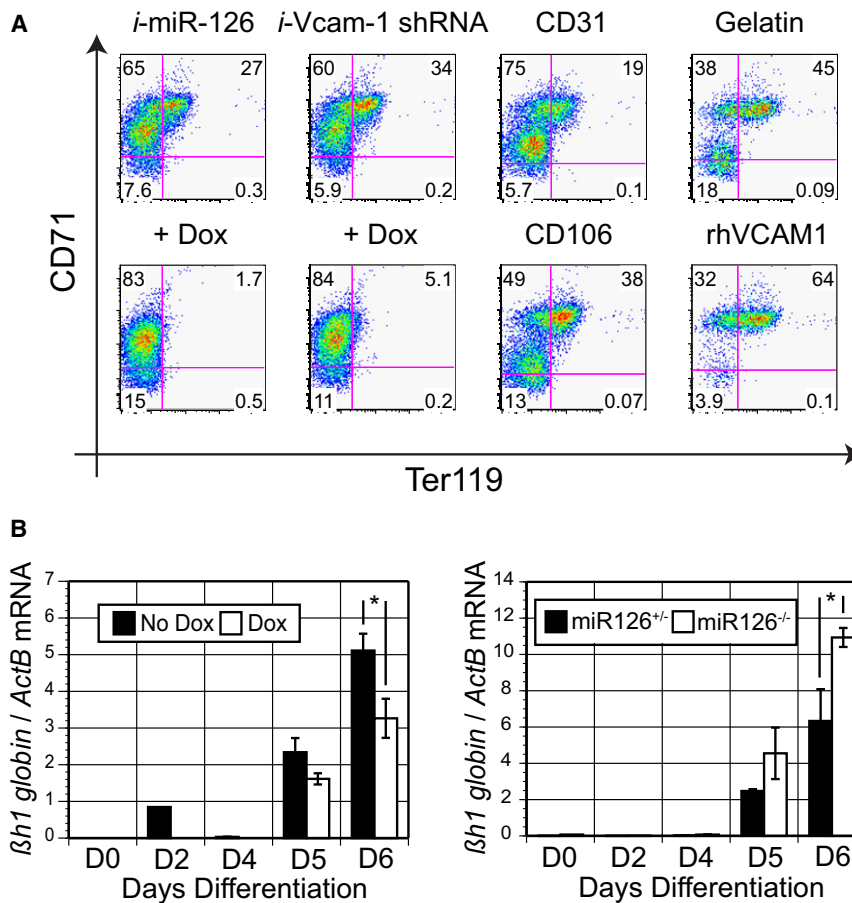 A
i-miR-126 i-Vcam-1 shRNA CD31 Gelatin
65 27 60 34 75 19 38 45
7.6 0.3 5.9 0.2 5.7 0.1 18 0.09
+ Dox + Dox CD106 rhVCAM1
83 1.7 84 5.1 49 38 32 64
15 0.5 11 0.2 13 0.07 3.9 0.1
CD71
Ter119
B
ßh1 globin / ActB mRNA
7
6
5
4
3
2
1
0
No Dox Dox
*
D0 D2 D4 D5 D6
Days Differentiation
ßh1 globin / ActB mRNA
14
12
10
8
6
4
2
0
miR126+/- miR126-/-
*
D0 D2 D4 D5 D6
Days Differentiation